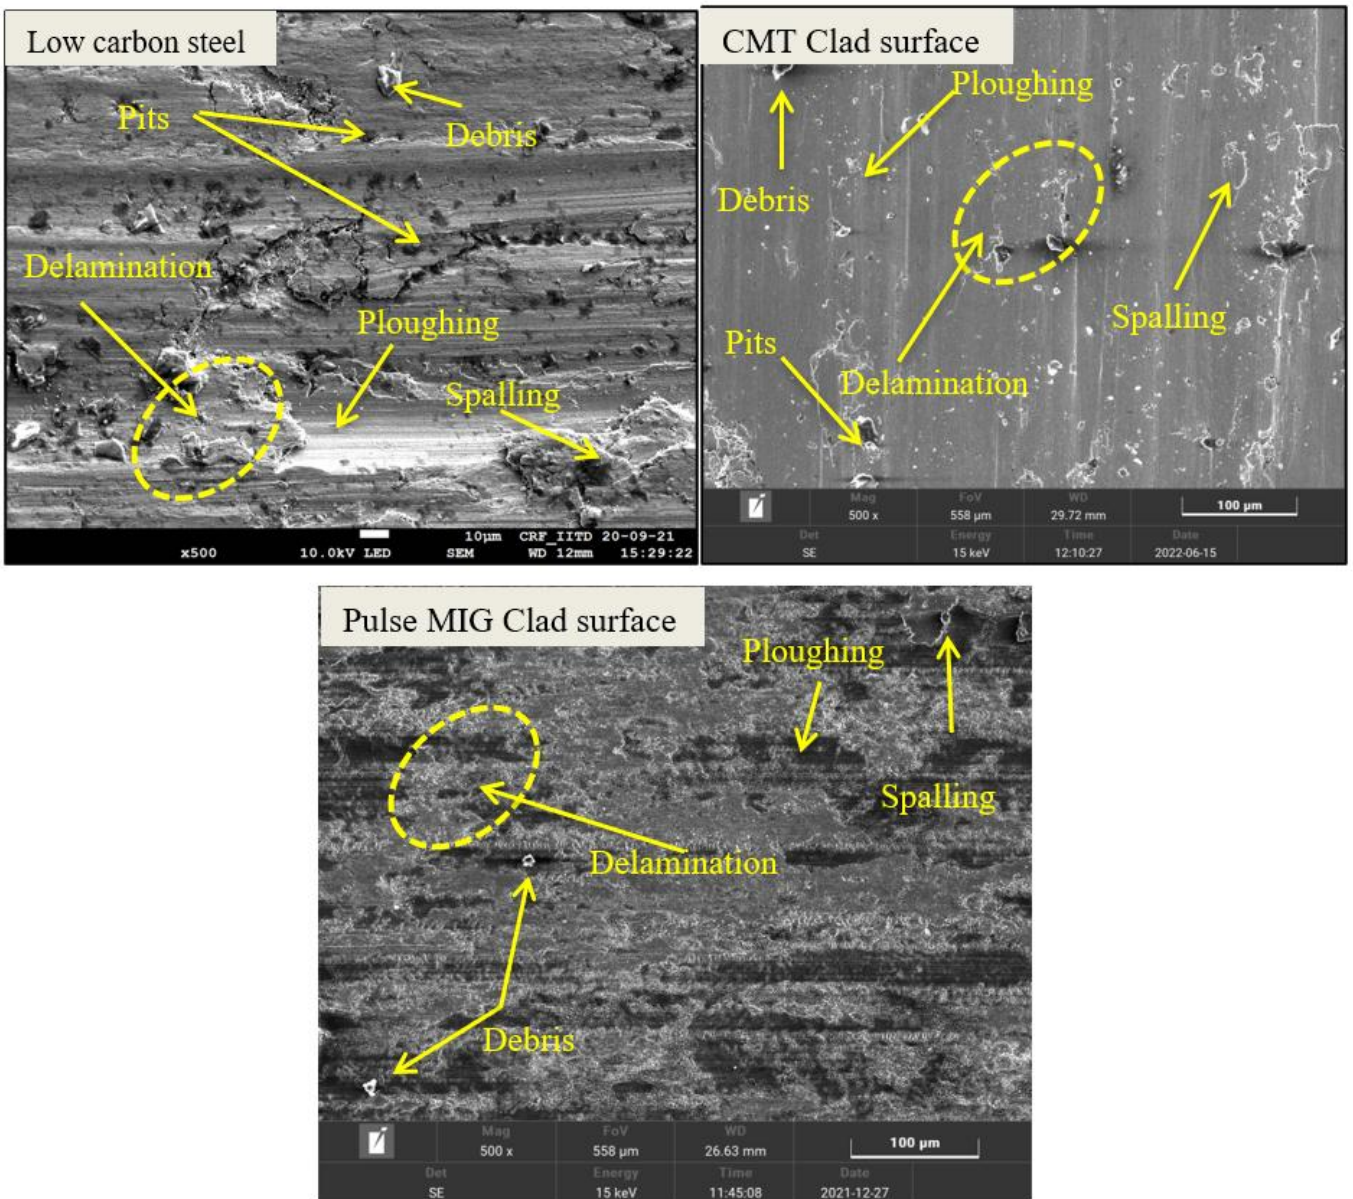 Low carbon steel
Pits
Debris
Delamination
Ploughing
Spalling
10µm CRF_IITD 20-09-21
x500 10.0kV LED SEM WD 12mm 15:29:22
CMT Clad surface
Ploughing
Debris
Spalling
Pits
Delamination
Mag FoV WD
500 x 558 µm 29.72 mm 100 µm
Det Energy Time Date
SE 15 keV 12:10:27 2022-06-15
Pulse MIG Clad surface
Ploughing
Spalling
Delamination
Debris
Mag FoV WD
500 x 558 µm 26.63 mm 100 µm
Det Energy Time Date
SE 15 keV 11:45:08 2021-12-27